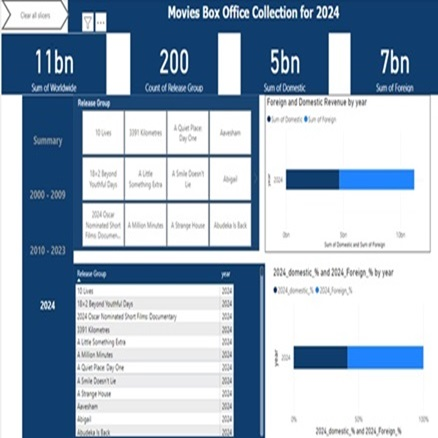 Clear all slicers
Movies Box Office Collection for 2024
11bn
Sum of Worldwide
200
Count of Release Group
5bn
Sum of Domestic
7bn
Sum of Foreign
Summary
2000 - 2009
2010 - 2023
2024
Release Group
10 Lives
3391 Kilometres
A Quiet Place:
Day One
Aavesham
18×2 Beyond
Youthful Days
A Little
Something Extra
A Smile Doesn't
Lie
Abigail
2024 Oscar
Nominated Short
Films: Documen...
A Million Minutes
A Strange House
Abudeka Is Back
Release Group year
10 Lives 2024
18×2 Beyond Youthful Days 2024
2024 Oscar Nominated Short Films: Documentary 2024
3391 Kilometres 2024
A Little Something Extra 2024
A Million Minutes 2024
A Quiet Place: Day One 2024
A Smile Doesn't Lie 2024
A Strange House 2024
Aavesham 2024
Abigail 2024
Abudeka Is Back 2024
Foreign and Domestic Revenue by year
Sum of Domestic Sum of Foreign
year
2024
0bn 5bn 10bn
Sum of Domestic and Sum of Foreign
2024_domestic_% and 2024_Foreign_% by year
2024_domestic_% 2024_Foreign_%
year
2024
0% 50% 100%
2024_domestic_% and 2024_Foreign_%